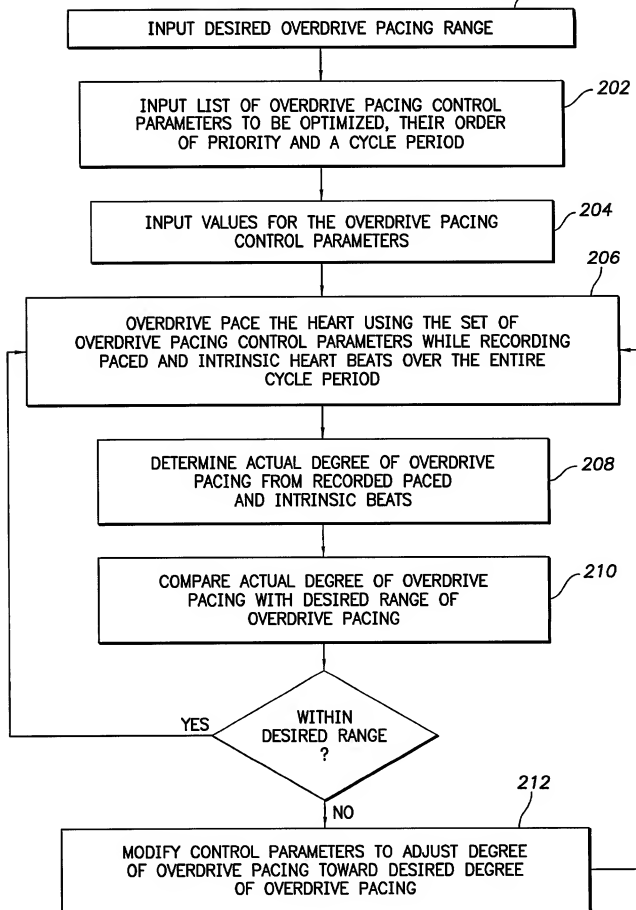 INPUT DESIRED OVERDRIVE PACING RANGE
202
INPUT LIST OF OVERDRIVE PACING CONTROL
PARAMETERS TO BE OPTIMIZED, THEIR ORDER
OF PRIORITY AND A CYCLE PERIOD
204
INPUT VALUES FOR THE OVERDRIVE PACING
CONTROL PARAMETERS
206
OVERDRIVE PACE THE HEART USING THE SET OF
OVERDRIVE PACING CONTROL PARAMETERS WHILE RECORDING
PACED AND INTRINSIC HEART BEATS OVER THE ENTIRE
CYCLE PERIOD
DETERMINE ACTUAL DEGREE OF OVERDRIVE
PACING FROM RECORDED PACED
AND INTRINSIC BEATS
208
COMPARE ACTUAL DEGREE OF OVERDRIVE
PACING WITH DESIRED RANGE OF
OVERDRIVE PACING
210
YES
WITHIN
DESIRED RANGE
?
NO
212
MODIFY CONTROL PARAMETERS TO ADJUST DEGREE
OF OVERDRIVE PACING TOWARD DESIRED DEGREE
OF OVERDRIVE PACING